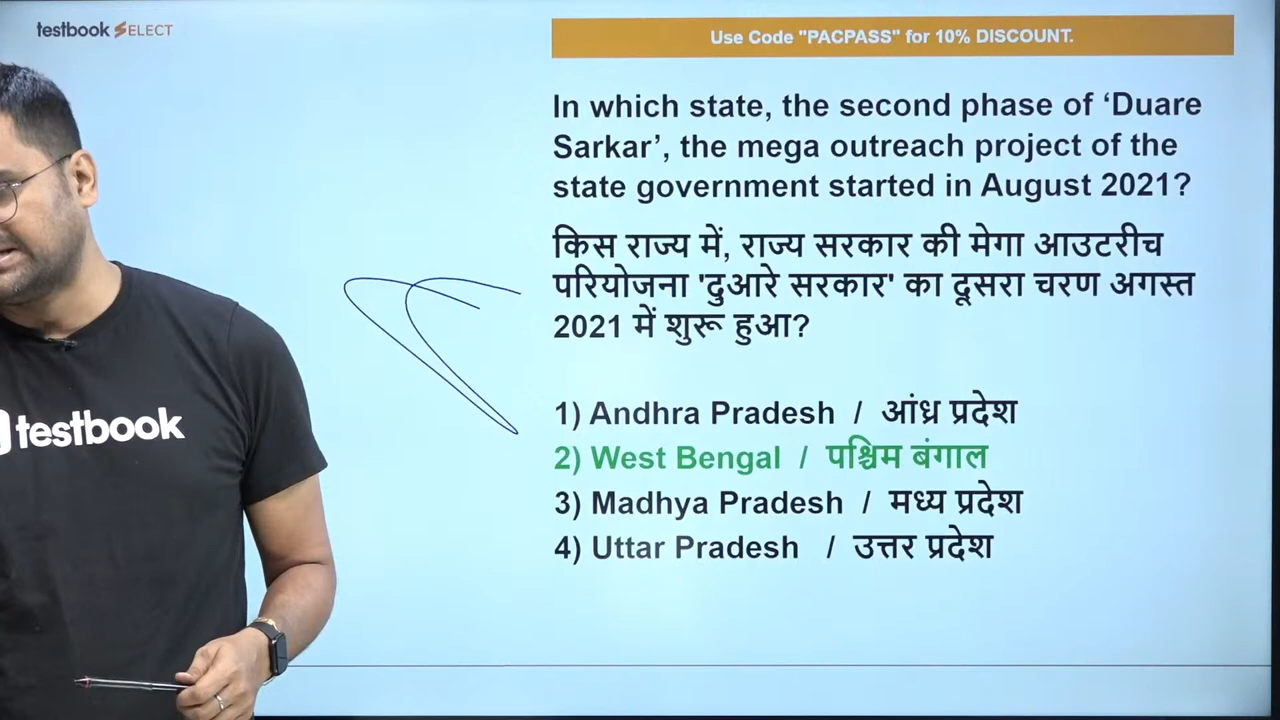 testbook SELECT
Use Code "PACPASS" for 10% DISCOUNT.
In which state, the second phase of ‘Duare
Sarkar’, the mega outreach project of the
state government started in August 2021?
किस राज्य में, राज्य सरकार की मेगा आउटरीच
परियोजना 'दुआरे सरकार' का दूसरा चरण अगस्त
2021 में शुरू हुआ?
1) Andhra Pradesh / आंध्र प्रदेश
2) West Bengal / पश्चिम बंगाल
3) Madhya Pradesh / मध्य प्रदेश
4) Uttar Pradesh / उत्तर प्रदेश
testbook